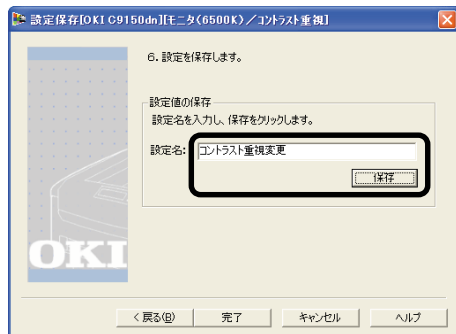 設定保存[OKI C9150dn][モニタ(6500K)/コントラスト重視]
6.設定を保存します。
設定値の保存
設定名を入力し、保存をクリックします。
設定名:
コントラスト重視変更
保存
OKI
<戻る(B)
完了
キャンセル
ヘルプ